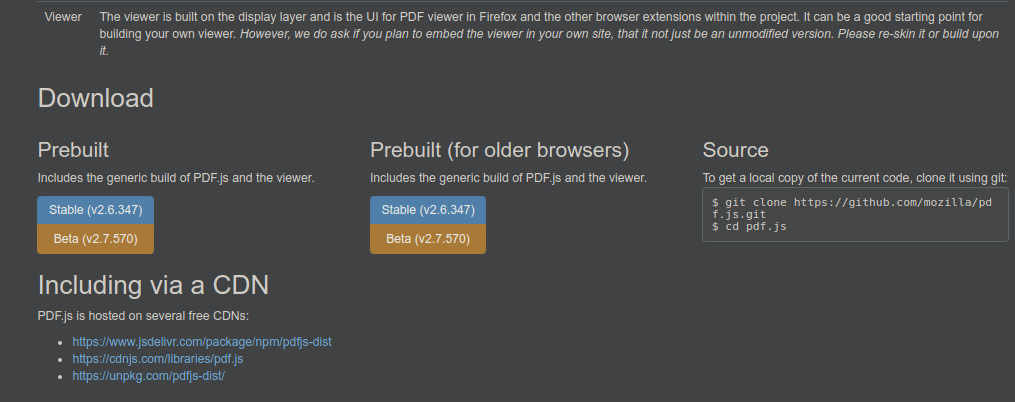 Viewer The viewer is built on the display layer and is the UI for PDF viewer in Firefox and the other browser extensions within the project. It can be a good starting point for
building your own viewer. However, we do ask if you plan to embed the viewer in your own site, that it not just be an unmodified version. Please re-skin it or build upon
it.
Download
Prebuilt
Includes the generic build of PDF.js and the viewer.
Stable (v2.6.347)
Beta (v2.7.570)
Prebuilt (for older browsers)
Includes the generic build of PDF.js and the viewer.
Stable (v2.6.347)
Beta (v2.7.570)
Source
To get a local copy of the current code, clone it using git:
$ git clone https://github.com/mozilla/pd
f.js.git
$ cd pdf.js
Including via a CDN
PDF.js is hosted on several free CDNs:
• https://www.jsdelivr.com/package/npm/pdfjs-dist
• https://cdnjs.com/libraries/pdf.js
• https://unpkg.com/pdfjs-dist/